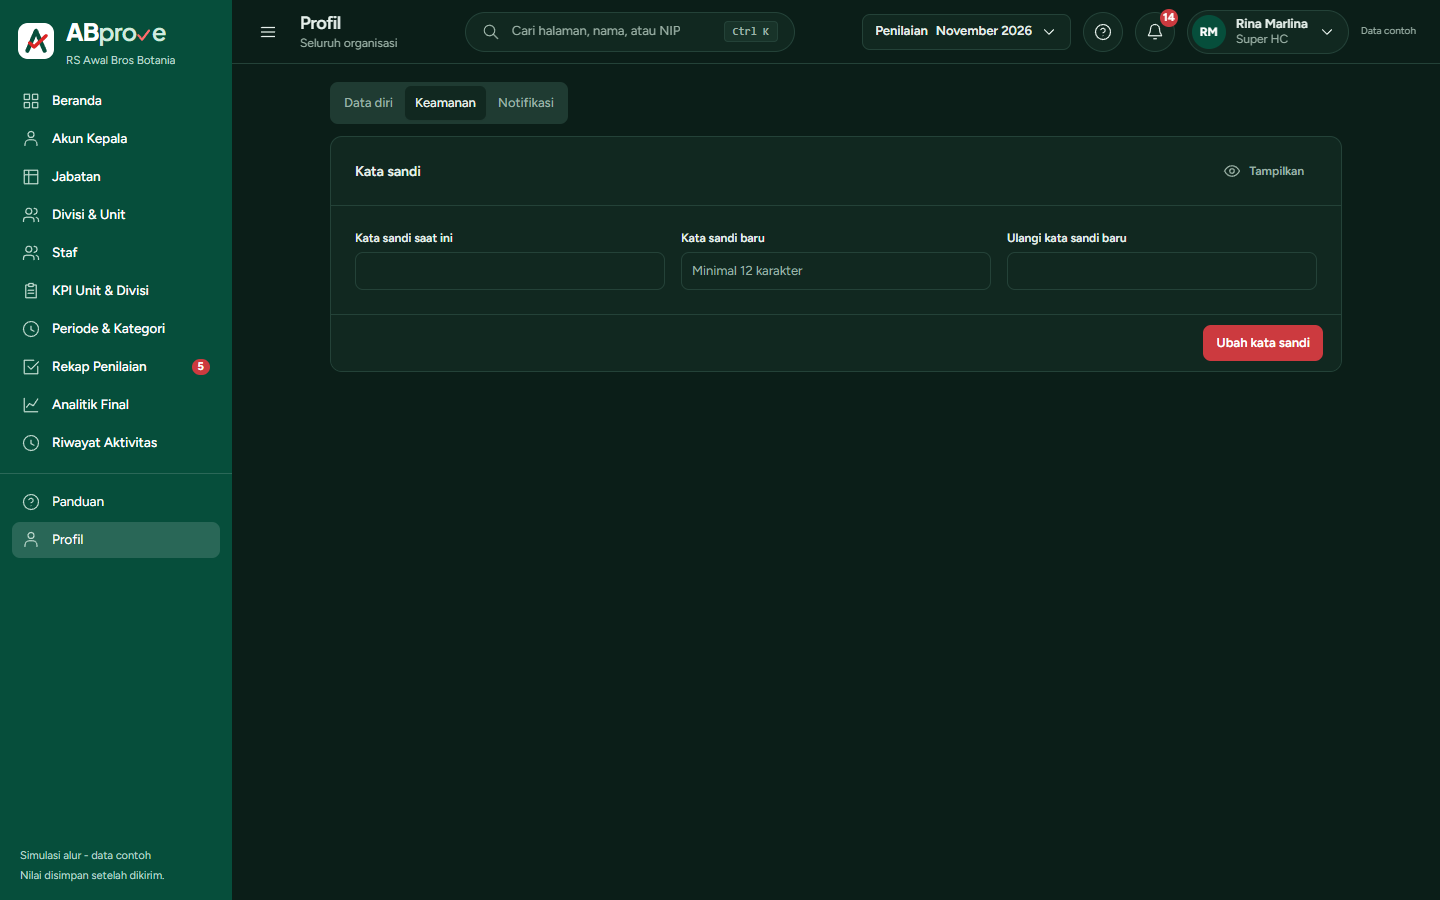 ABprove
RS Awal Bros Botania
Beranda
Akun Kepala
Jabatan
Divisi & Unit
Staf
KPI Unit & Divisi
Periode & Kategori
Rekap Penilaian 5
Analitik Final
Riwayat Aktivitas
Panduan
Profil
Simulasi alur - data contoh
Nilai disimpan setelah dikirim.
Profil
Seluruh organisasi
Cari halaman, nama, atau NIP Ctrl K
Penilaian November 2026
14
RM
Rina Marlina
Super HC
Data contoh
Data diri Keamanan Notifikasi
Kata sandi Tampilkan
Kata sandi saat ini Kata sandi baru Ulangi kata sandi baru
Minimal 12 karakter
Ubah kata sandi